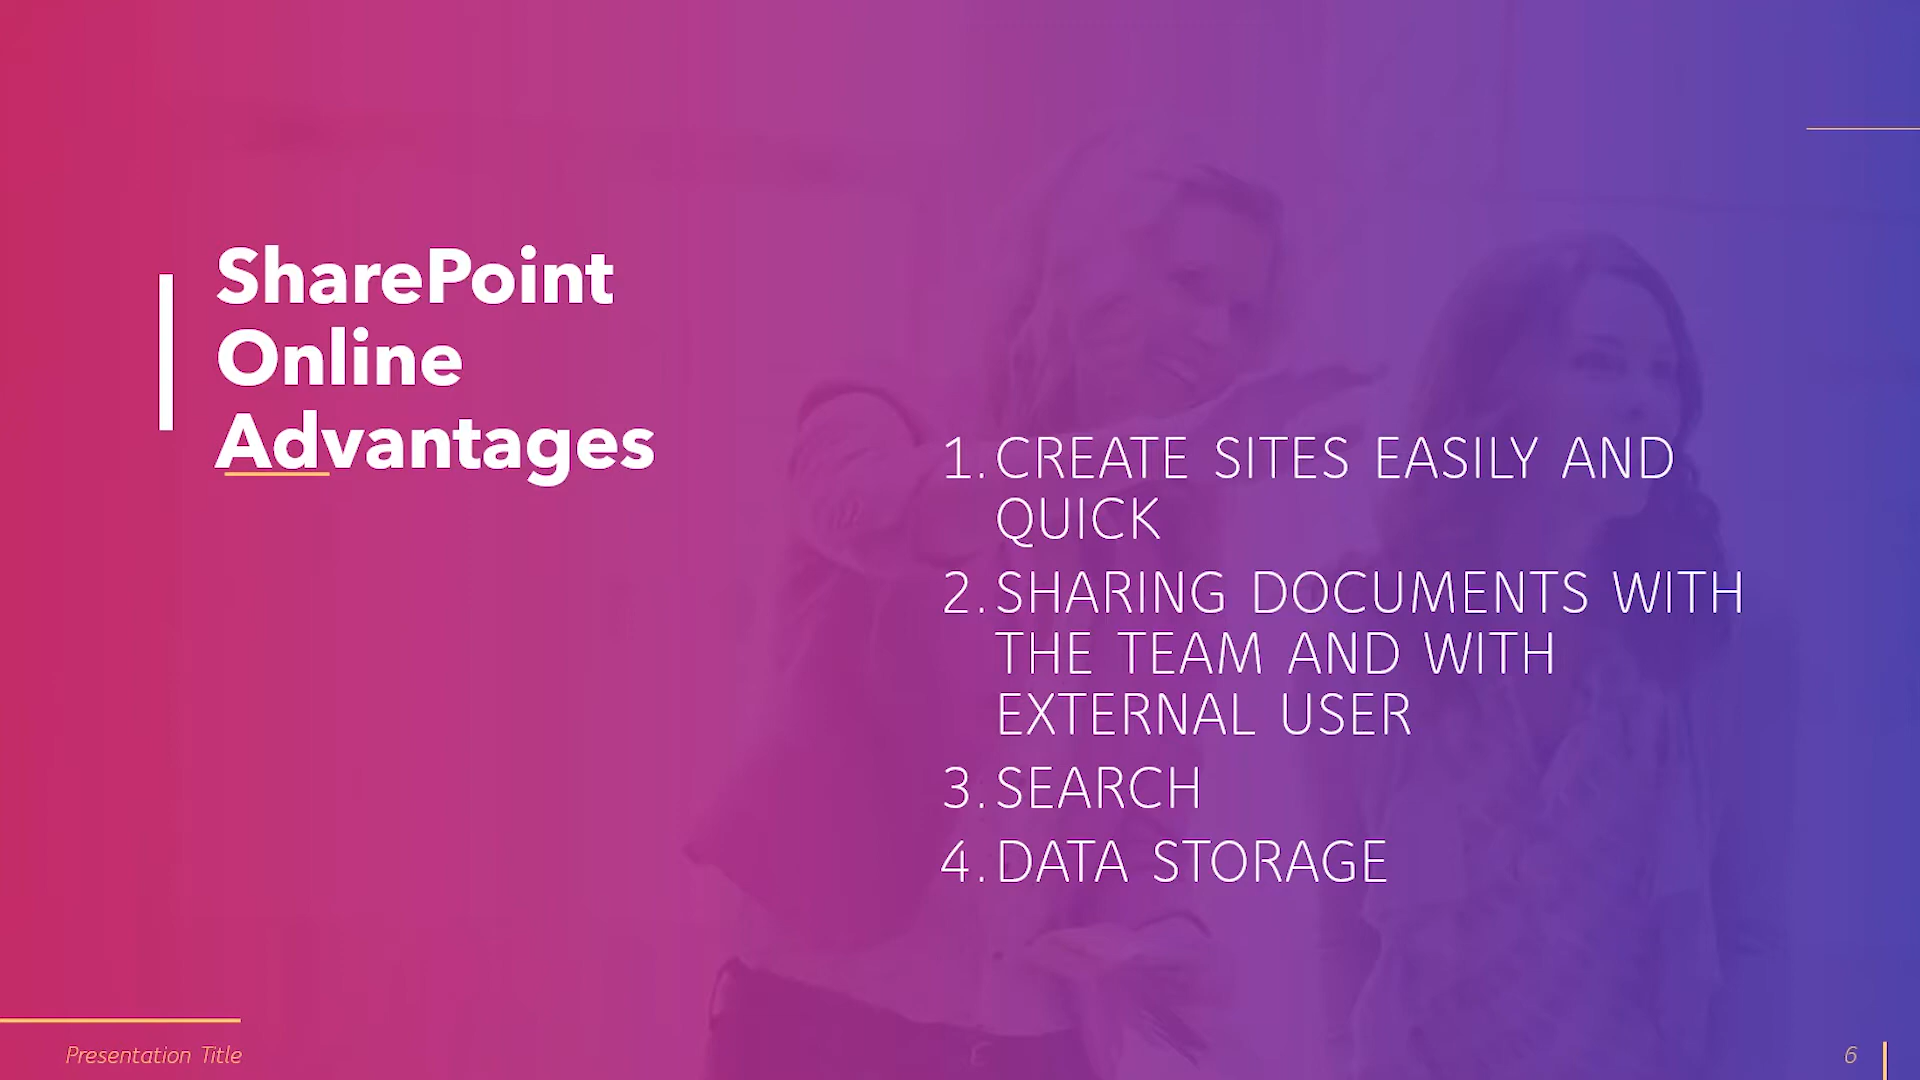 SharePoint
Online
Advantages
1. CREATE SITES EASILY AND
QUICK
2. SHARING DOCUMENTS WITH
THE TEAM AND WITH
EXTERNAL USER
3. SEARCH
4. DATA STORAGE
Presentation Title
6